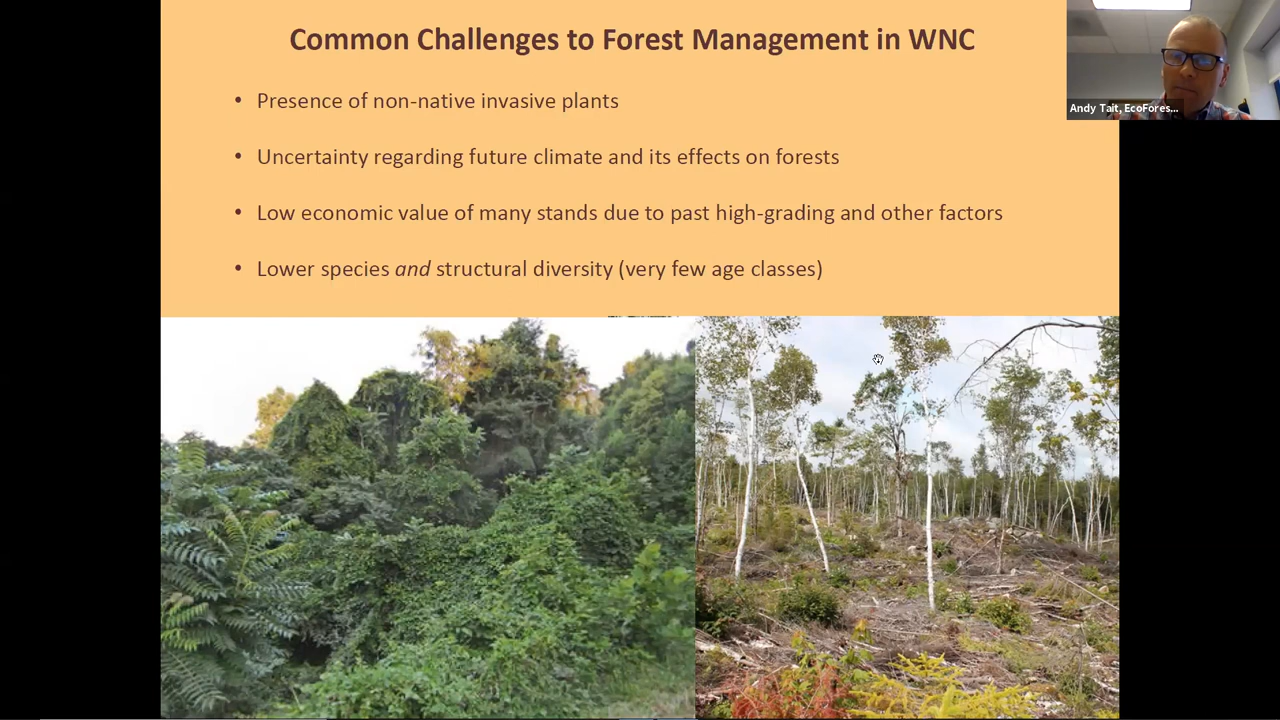 Common Challenges to Forest Management in WNC
• Presence of non-native invasive plants
• Uncertainty regarding future climate and its effects on forests
• Low economic value of many stands due to past high-grading and other factors
• Lower species and structural diversity (very few age classes)
Andy Tait, EcoFores...